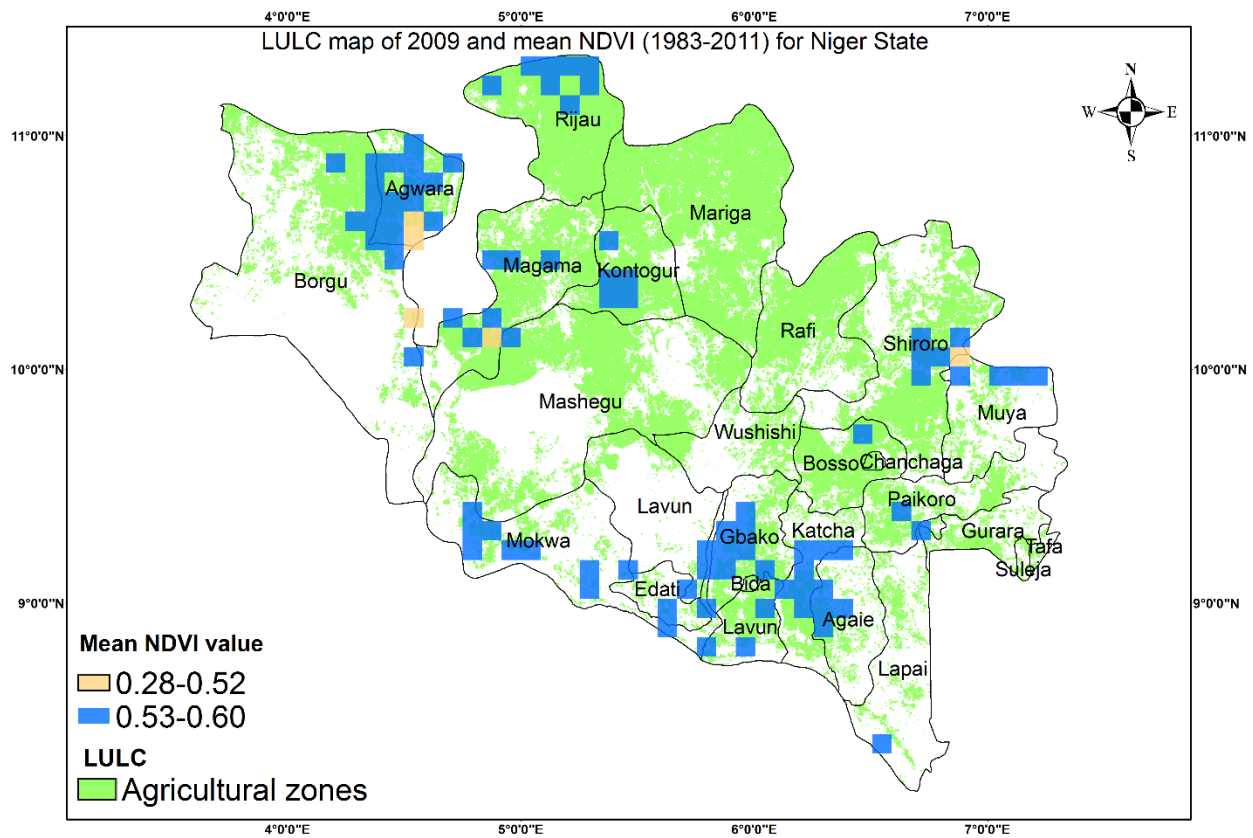 4°0'0"E 5°0'0"E 6°0'0"E 7°0'0"E
LULC map of 2009 and mean NDVI (1983-2011) for Niger State
N
W E
S
Rijau
11°0'0"N 11°0'0"N
Agwara
Mariga
Magama
Kontogur
Borgu
Rafi
Shiroro
10°0'0"N 10°0'0"N
Mashegu
Muya
Wushishi
Bosso Chanchaga
Paikoro
Lavun
Mokwa
Gbako
Katcha
Gurara
Tafa
Suleja
Edati
Bida
9°0'0"N 9°0'0"N
Lavun
Agaie
Lapai
Mean NDVI value
0.28-0.52
0.53-0.60
LULC
Agricultural zones
4°0'0"E 5°0'0"E 6°0'0"E 7°0'0"E